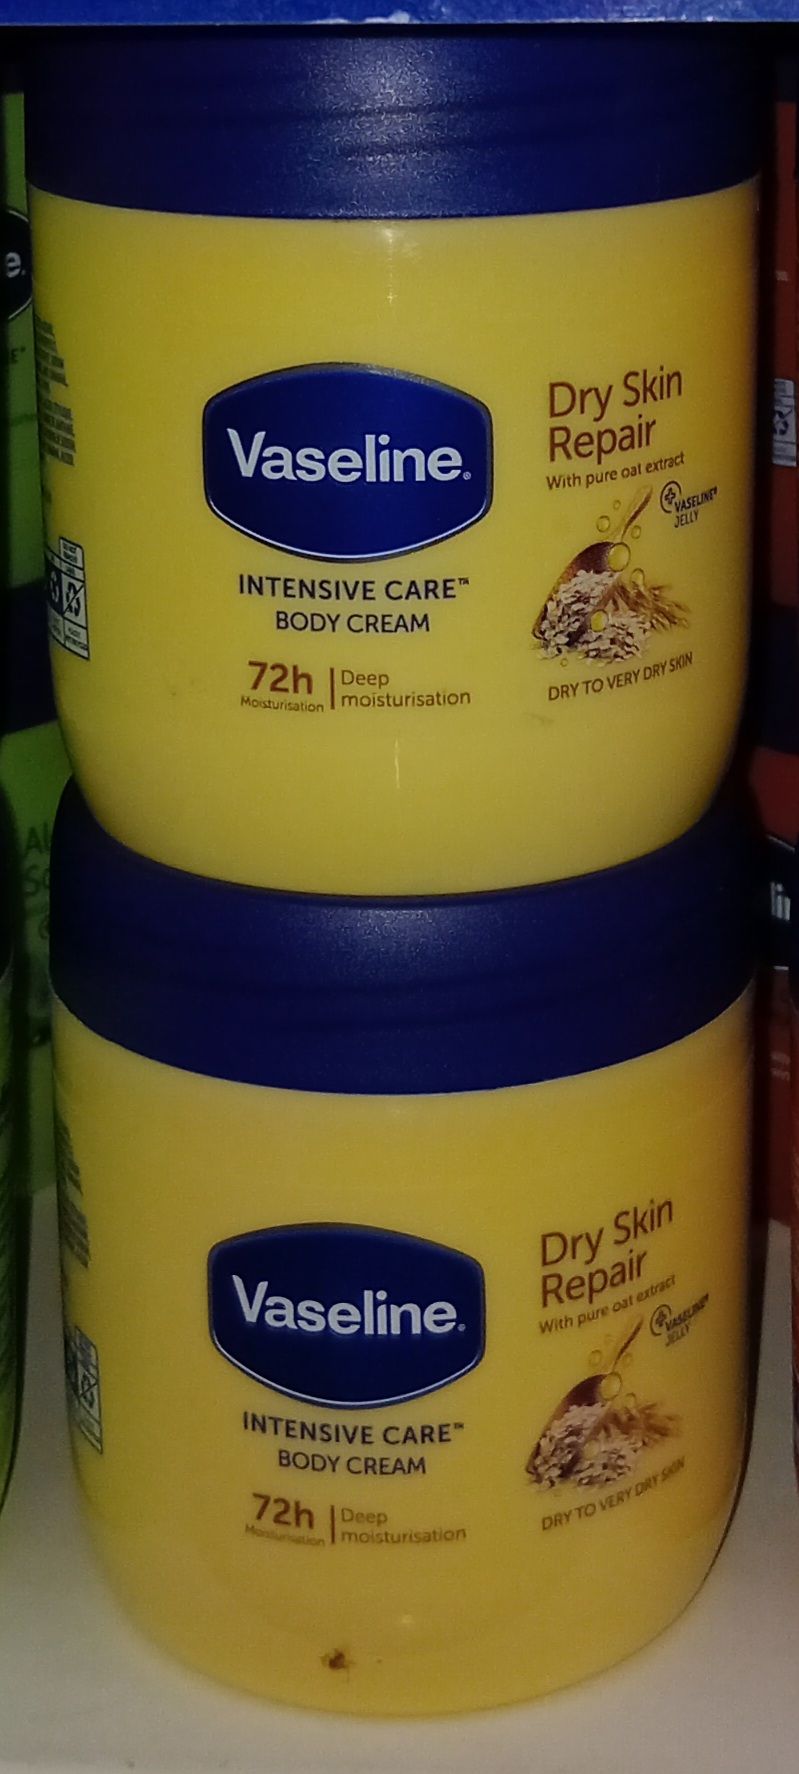 Vaseline.
INTENSIVE CARE™
BODY CREAM
72h
Moisturisation
Deep
moisturisation
Dry Skin
Repair
With pure oat extract
VASELINE®
JELLY
DRY TO VERY DRY SKIN
Vaseline.
INTENSIVE CARE™
BODY CREAM
72h
Moisturisation
Deep
moisturisation
Dry Skin
Repair
With pure oat extract
VASELINE®
JELLY
DRY TO VERY DRY SKIN